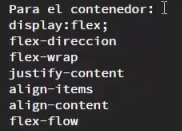 Para el contenedor:
display:flex;
flex-direccion
flex-wrap
justify-content
align-items
align-content
flex-flow